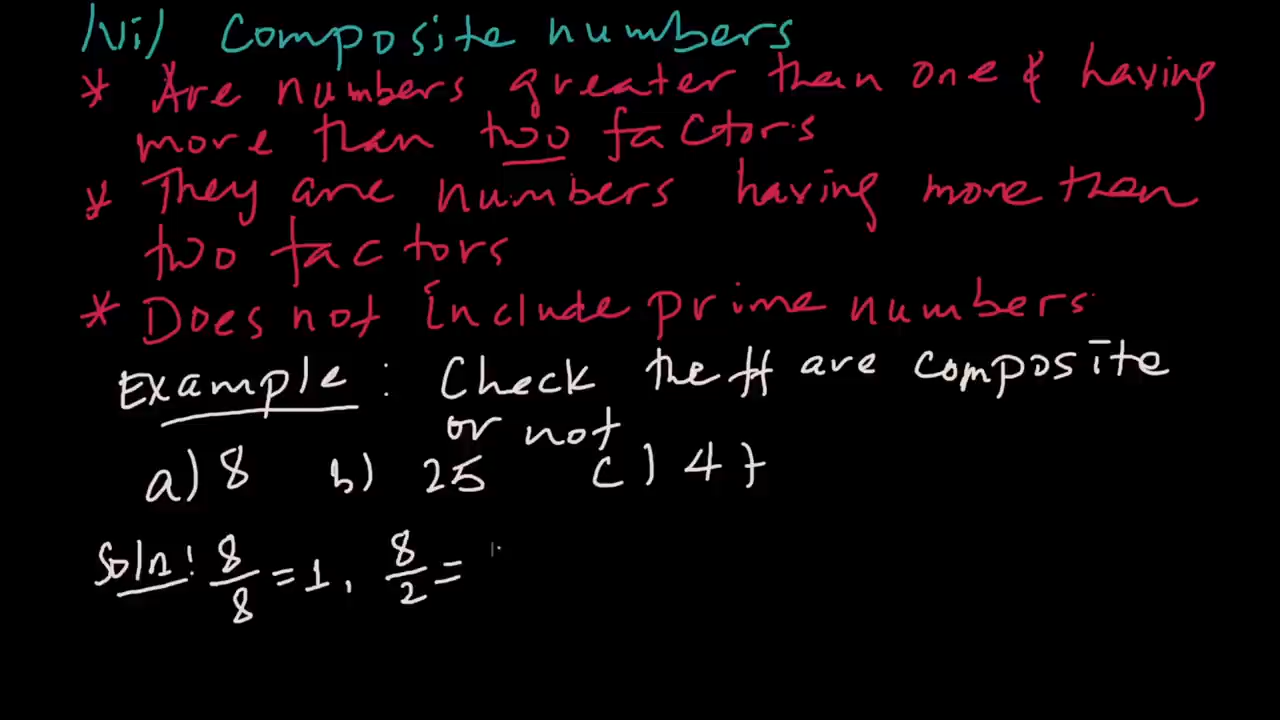 (Vi) Composite numbers
* Are numbers greater than one & having
more than two factors
* They are numbers having more than
two factors
* Does not Include prime numbers
Example: Check the ff are composite
or not
a) 8 b) 25 c) 47
Soln: 8/8 = 1, 8/2 =